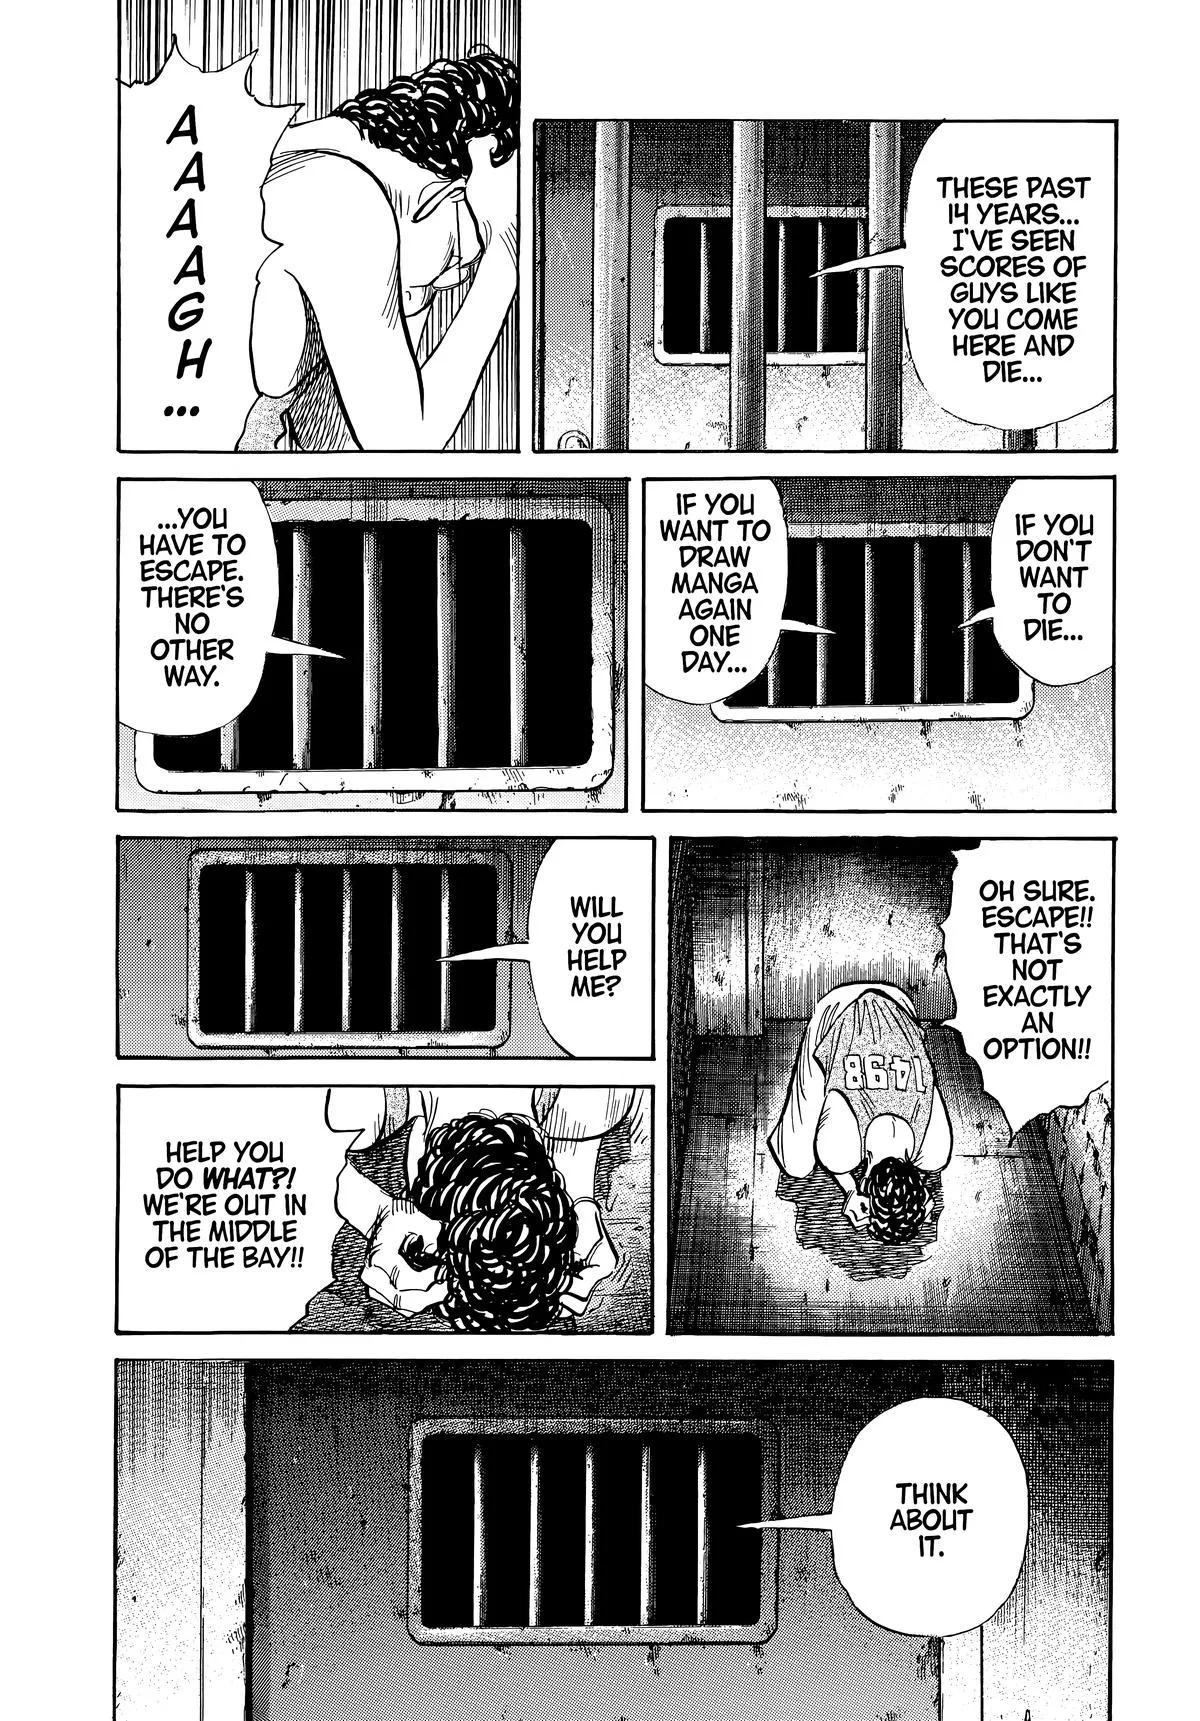 THESE PAST
14 YEARS...
I'VE SEEN
SCORES OF
GUYS LIKE
YOU COME
HERE AND
DIE...
AAAAGH...
IF YOU
DON'T
WANT
TO
DIE...
IF YOU
WANT TO
DRAW
MANGA
AGAIN
ONE
DAY...
...YOU
HAVE TO
ESCAPE.
THERE'S
NO
OTHER
WAY.
OH SURE.
ESCAPE!!
THAT'S
NOT
EXACTLY
AN
OPTION!!
1498
WILL
YOU
HELP
ME?
HELP YOU
DO WHAT?!
WE'RE OUT IN
THE MIDDLE
OF THE BAY!!
THINK
ABOUT
IT.